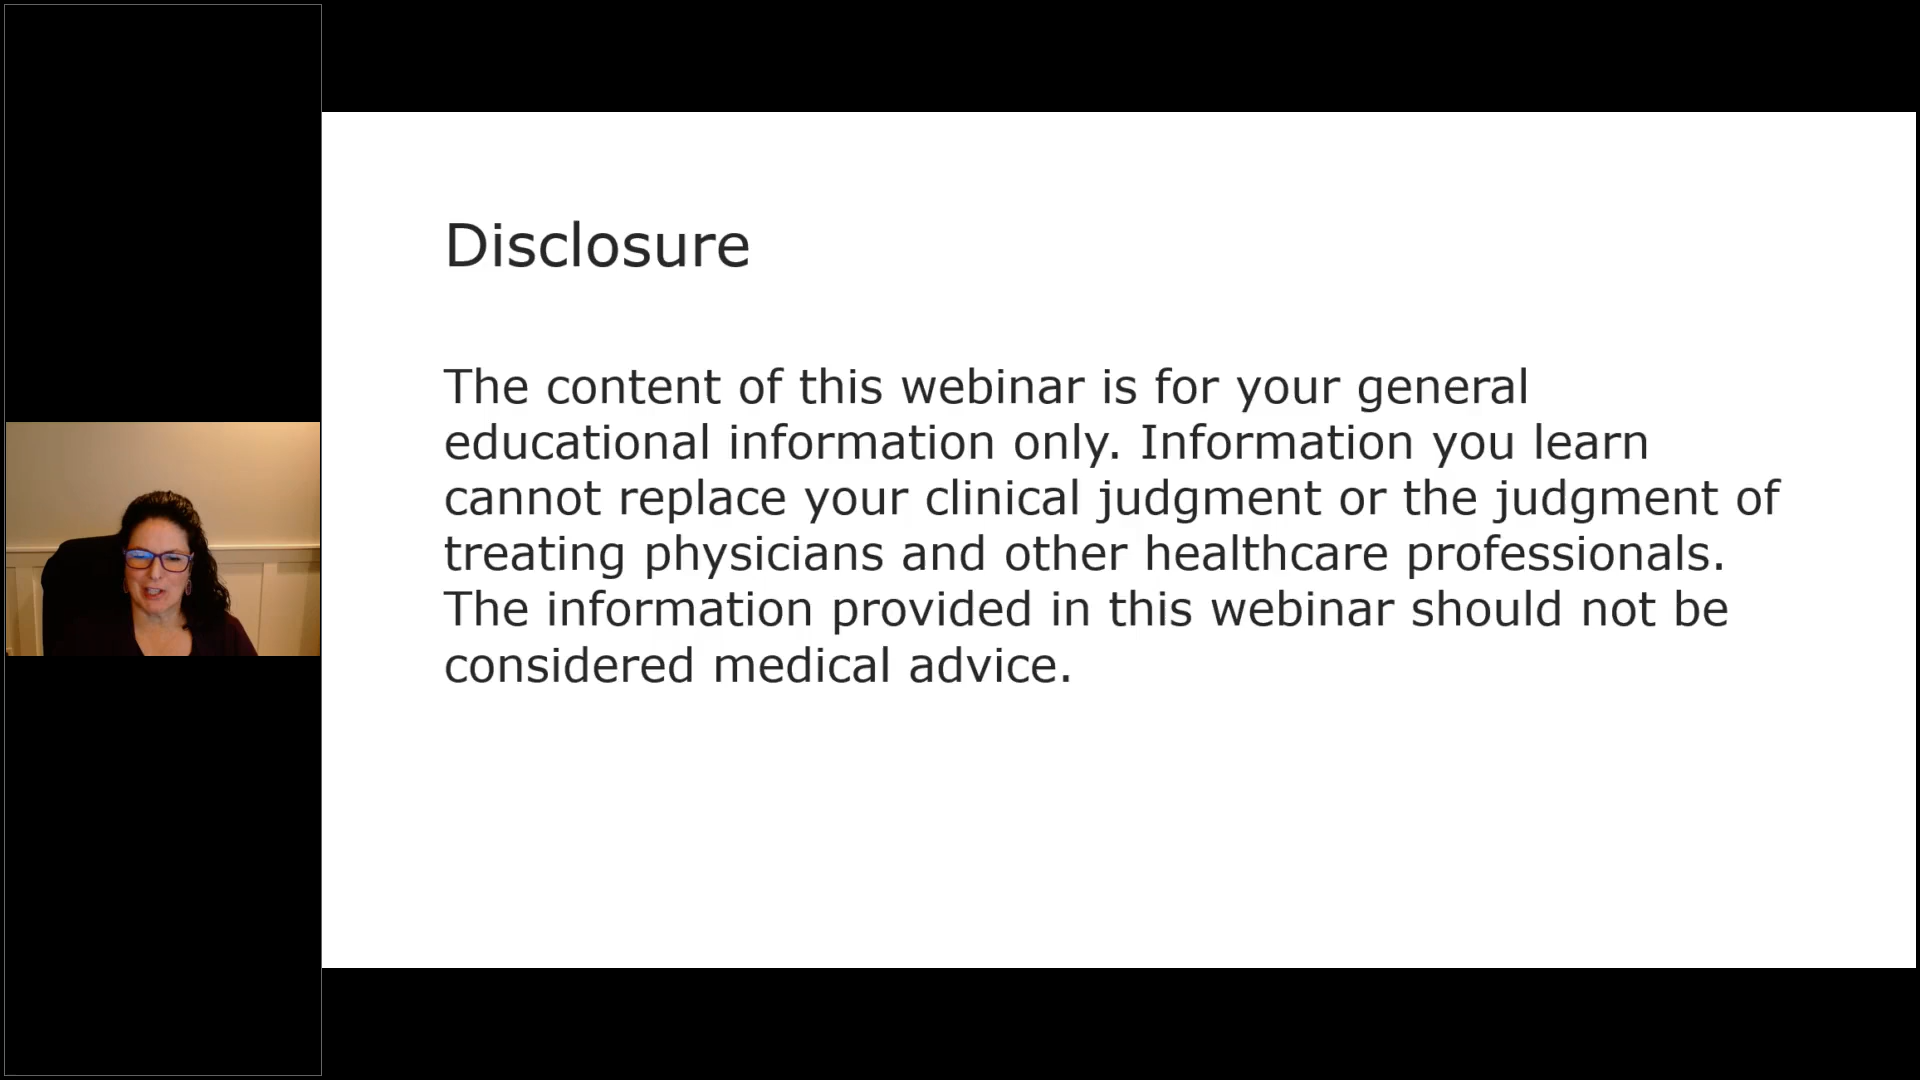 Disclosure
The content of this webinar is for your general
educational information only. Information you learn
cannot replace your clinical judgment or the judgment of
treating physicians and other healthcare professionals.
The information provided in this webinar should not be
considered medical advice.